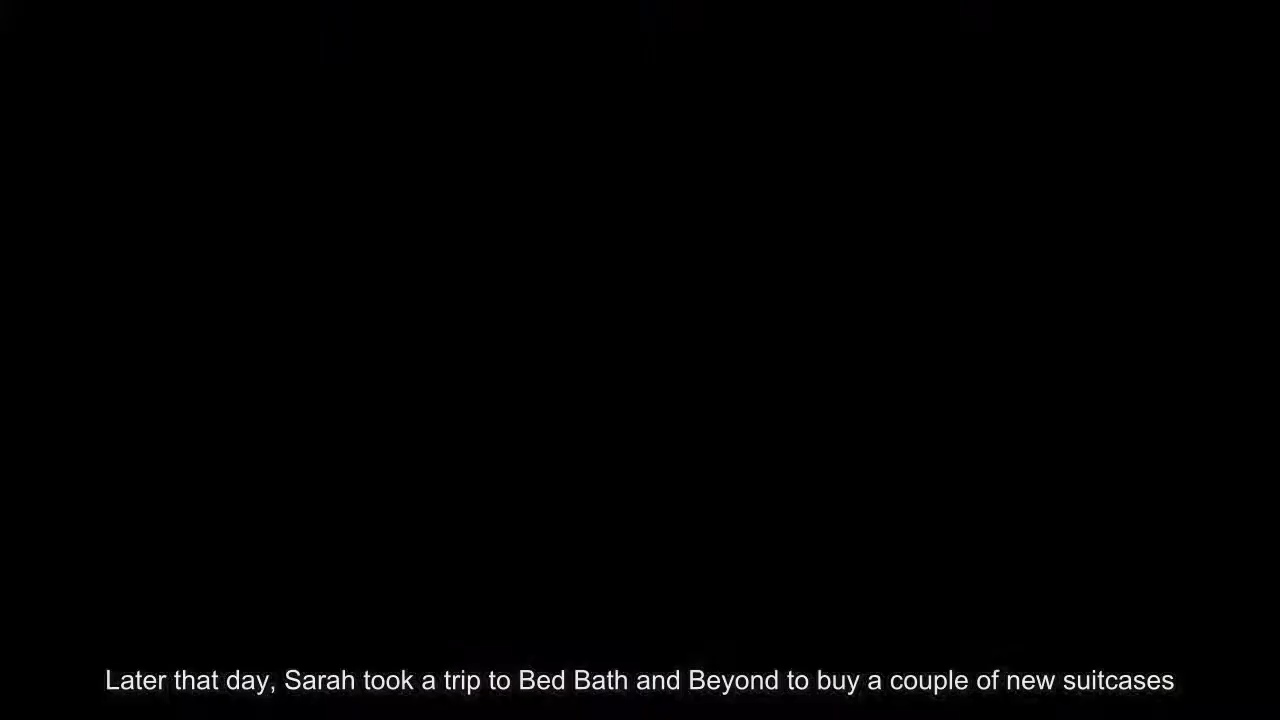 Later that day, Sarah took a trip to Bed Bath and Beyond to buy a couple of new suitcases